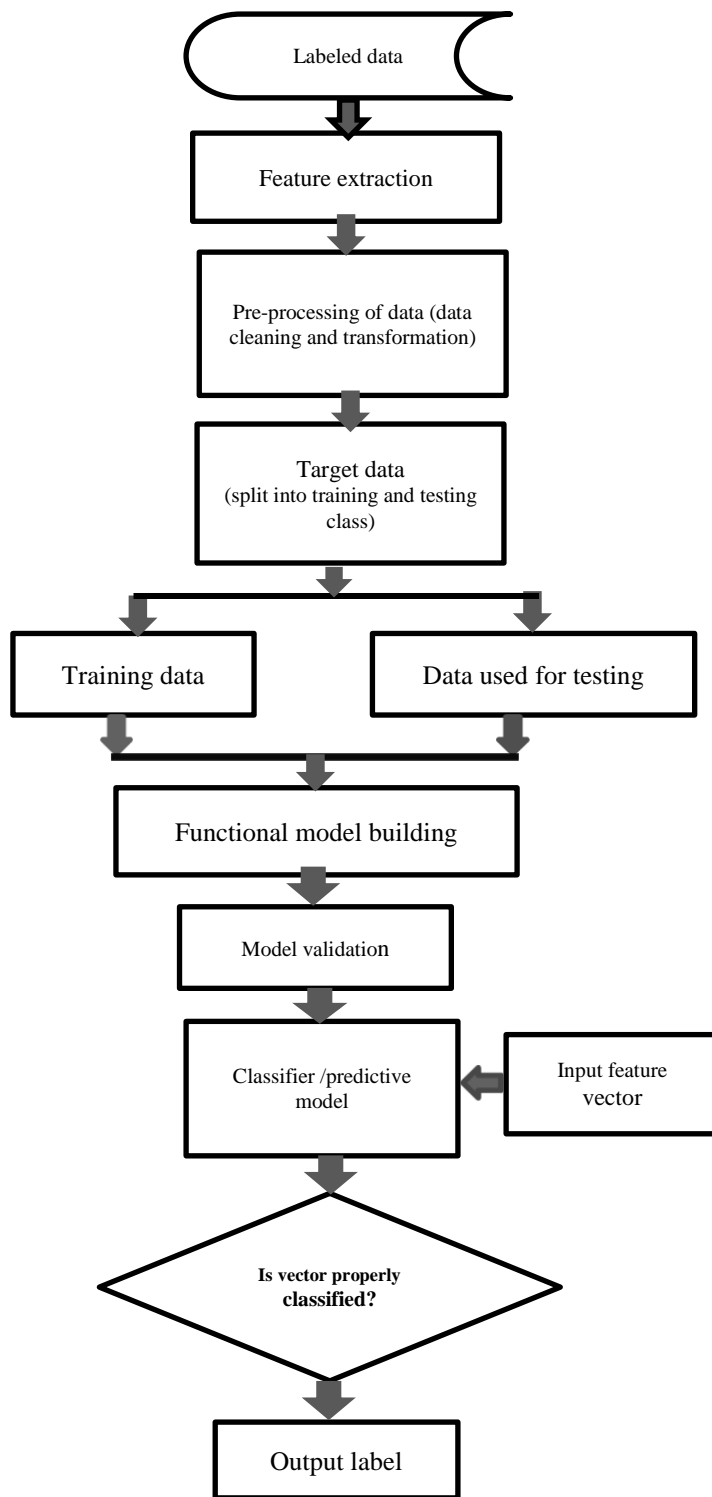 Labeled data
Feature extraction
Pre-processing of data (data
cleaning and transformation)
Target data
(split into training and testing
class)
Training data
Data used for testing
Functional model building
Model validation
Classifier /predictive
model
Input feature
vector
Is vector properly
classified?
Output label